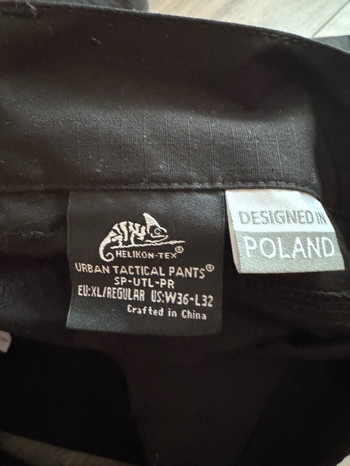 HELIKON-TEX®
URBAN TACTICAL PANTS®
SP-UTL-PR
EU:XL/REGULAR US:W36-L32
Crafted in China
DESIGNED IN
POLAND